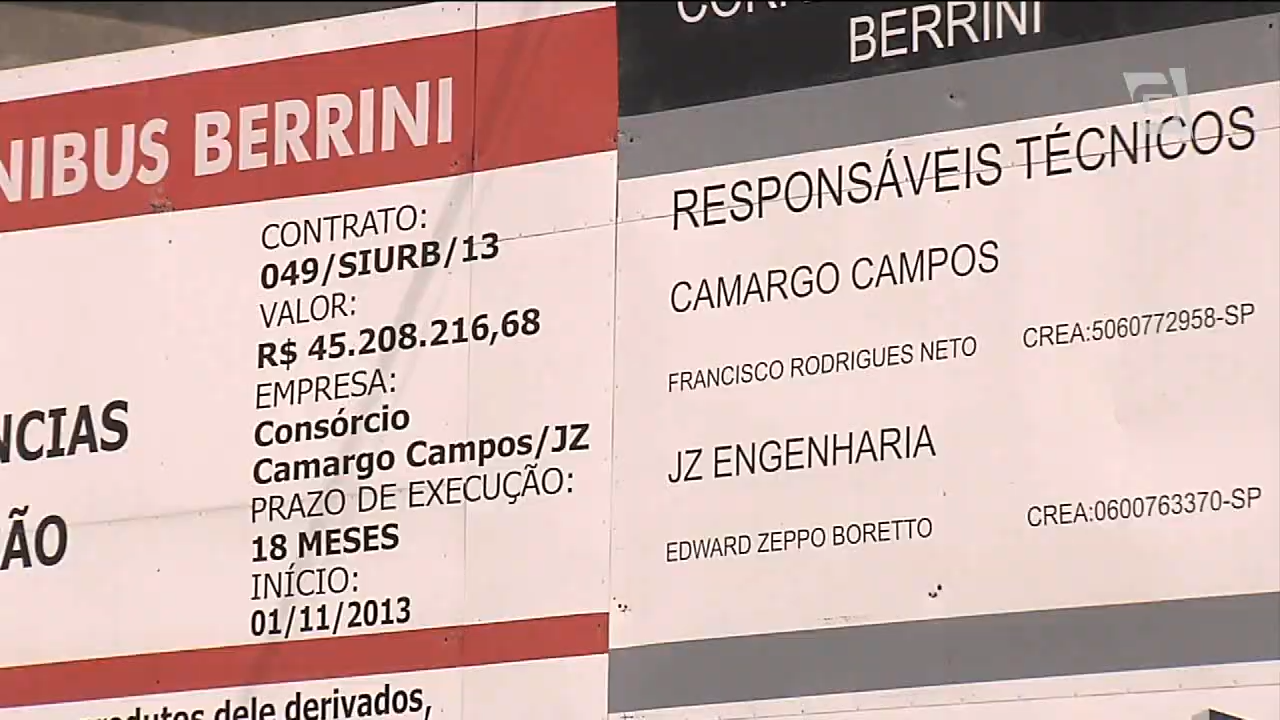 NIBUS BERRINI
CONTRATO:
049/SIURB/13
VALOR:
R$ 45.208.216,68
EMPRESA:
Consórcio
Camargo Campos/JZ
PRAZO DE EXECUÇÃO:
18 MESES
INÍCIO:
01/11/2013
NCIAS
ÃO
dele derivados,
BERRINI
RESPONSÁVEIS TÉCNICOS
CAMARGO CAMPOS
FRANCISCO RODRIGUES NETO CREA:5060772958-SP
JZ ENGENHARIA
EDWARD ZEPPO BORETTO CREA:0600763370-SP